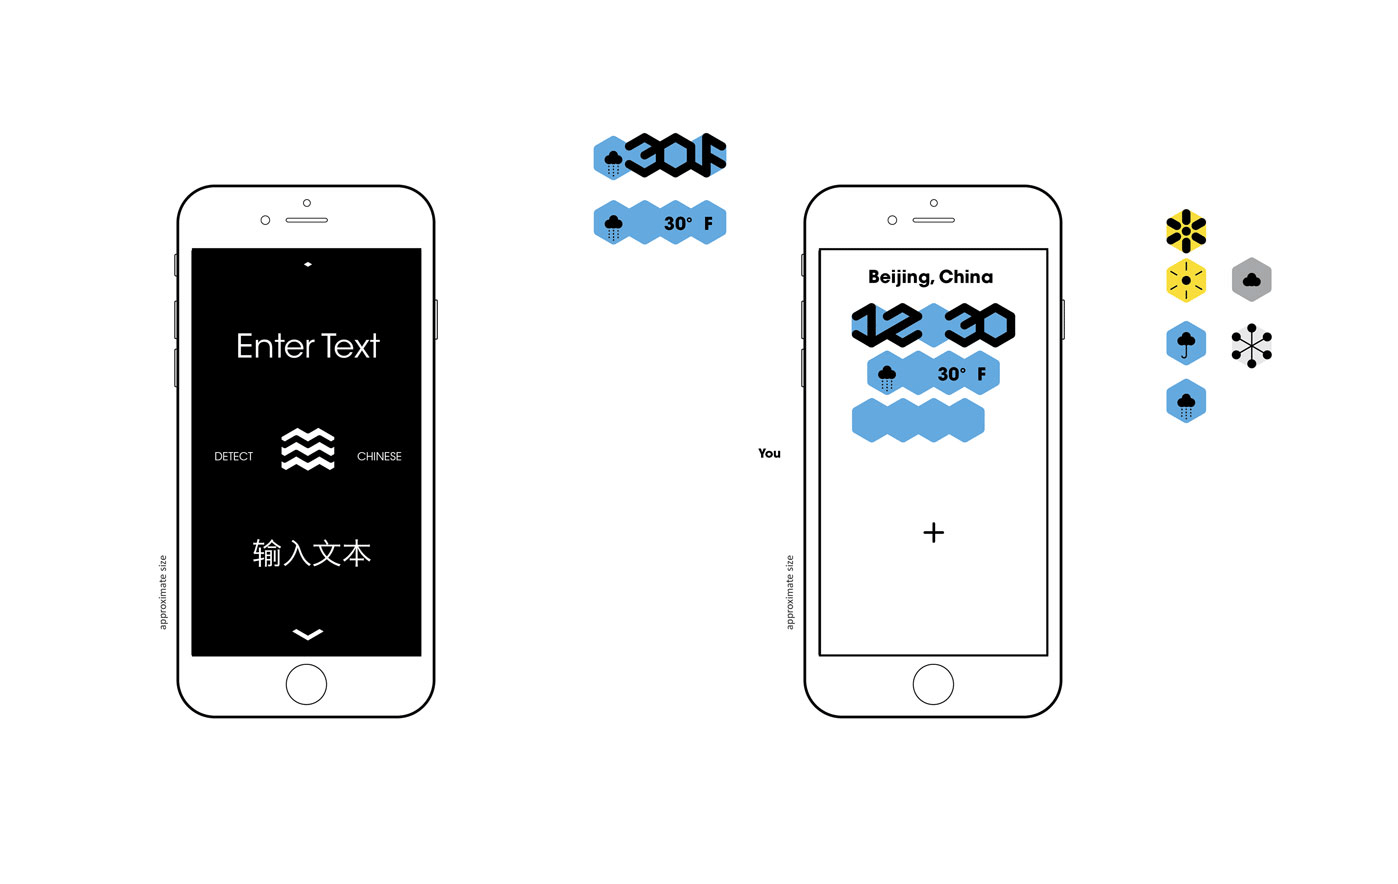 Enter Text
DETECT
CHINESE
输入文本
approximate size
30 F
30° F
Beijing, China
12 30
30° F
You
approximate size